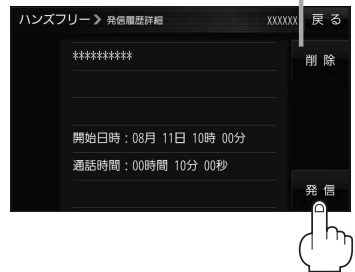 ハンズフリー 》 発信履歴詳細 XXXXXX 戻る
********** 
削除
開始日時：08月 11日 10時 00分
通話時間：00時間 10分 00秒
発信